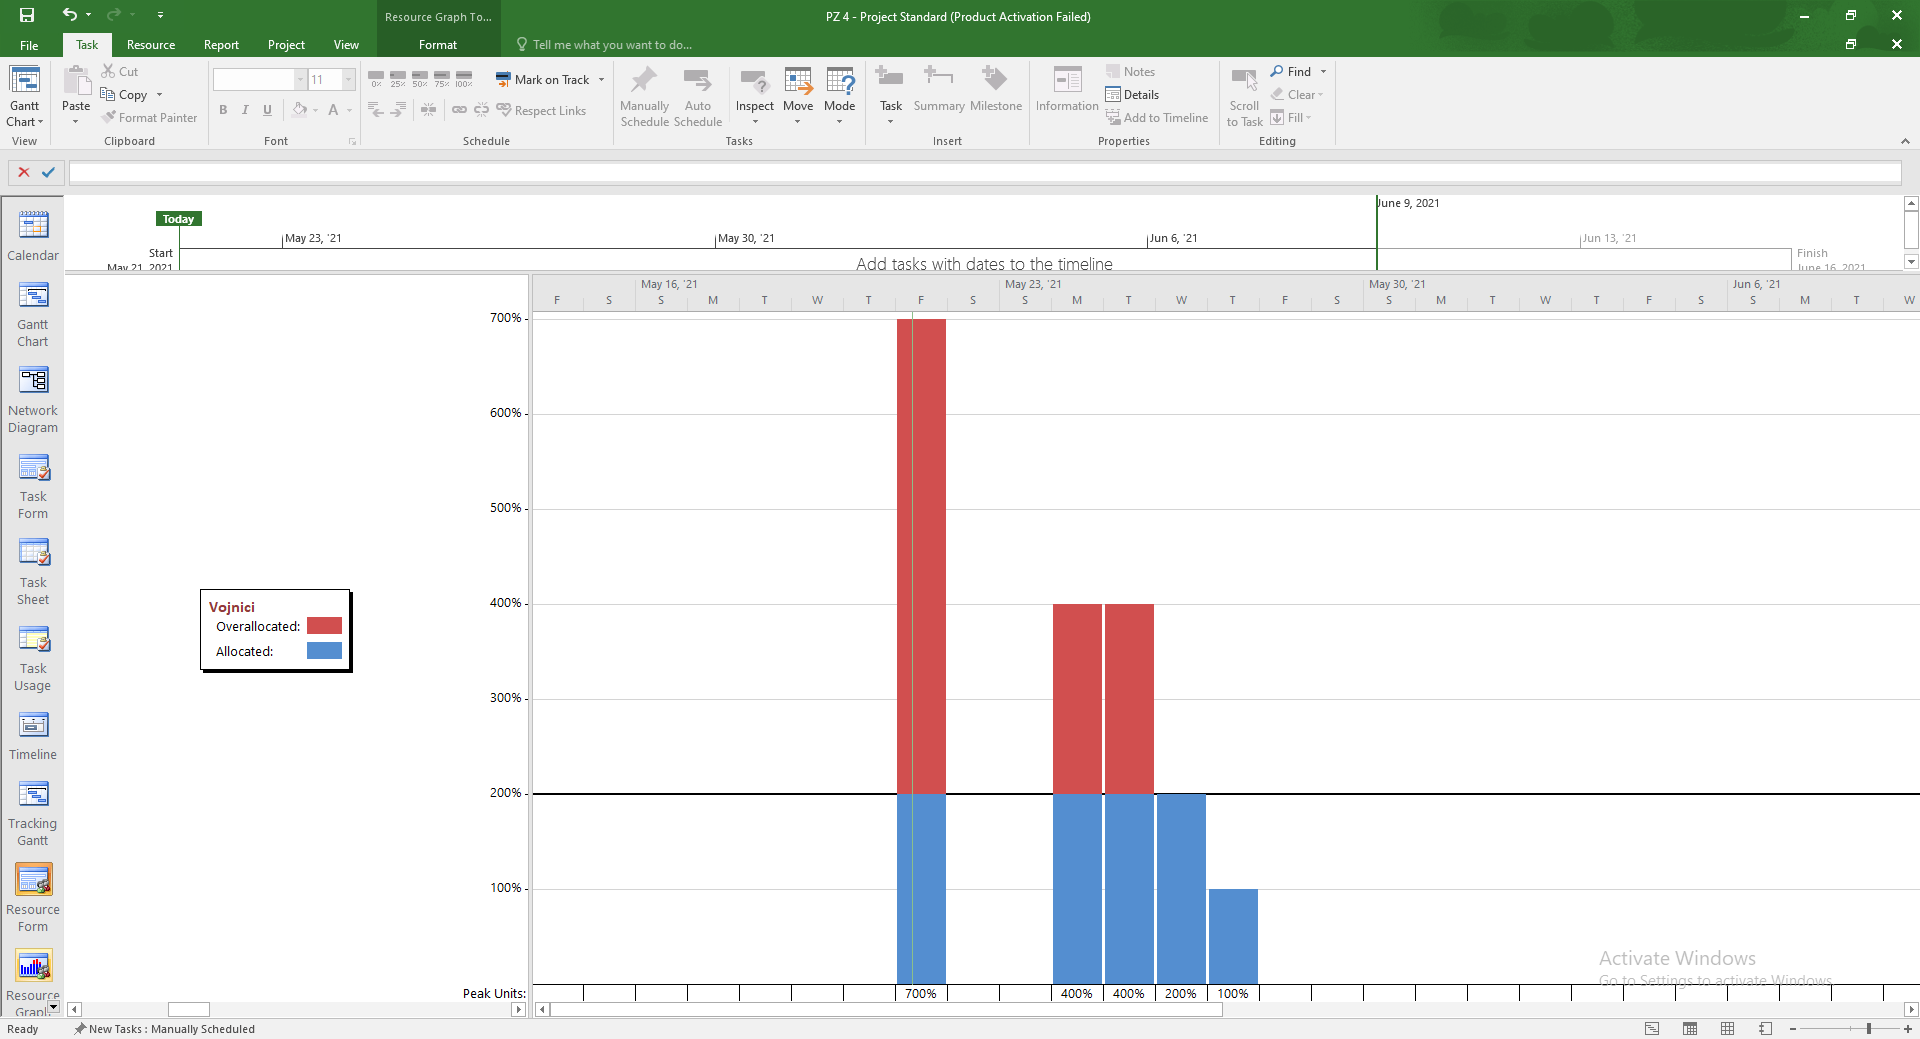 Resource Graph To...
PZ 4 - Project Standard (Product Activation Failed)
File
Task
Resource
Report
Project
View
Format
Tell me what you want to do...
Gantt
Chart
View
Paste
Cut
Copy
Format Painter
Clipboard
11
B I U
A
Font
0% 25% 50% 75% 100%
Mark on Track
Respect Links
Schedule
Manually
Schedule
Auto
Schedule
Inspect
Move
Mode
Tasks
Task
Summary
Milestone
Insert
Information
Notes
Details
Add to Timeline
Properties
Scroll
to Task
Find
Clear
Fill
Editing
Today
June 9, 2021
May 23, '21
May 30, '21
Jun 6, '21
Jun 13, '21
Start
May 21, 2021
Add tasks with dates to the timeline
Finish
June 16, 2021
Calendar
Gantt
Chart
Network
Diagram
Task
Form
Task
Sheet
Task
Usage
Timeline
Tracking
Gantt
Resource
Form
Resource
Graph
May 16, '21
May 23, '21
May 30, '21
Jun 6, '21
F S S M T W T F S S M T W T F S S M T W T F S S M T W
700%
600%
500%
400%
300%
200%
100%
Vojnici
Overallocated:
Allocated:
Peak Units:
700% 400% 400% 200% 100%
Activate Windows
Go to Settings to activate Windows.
Ready
New Tasks : Manually Scheduled